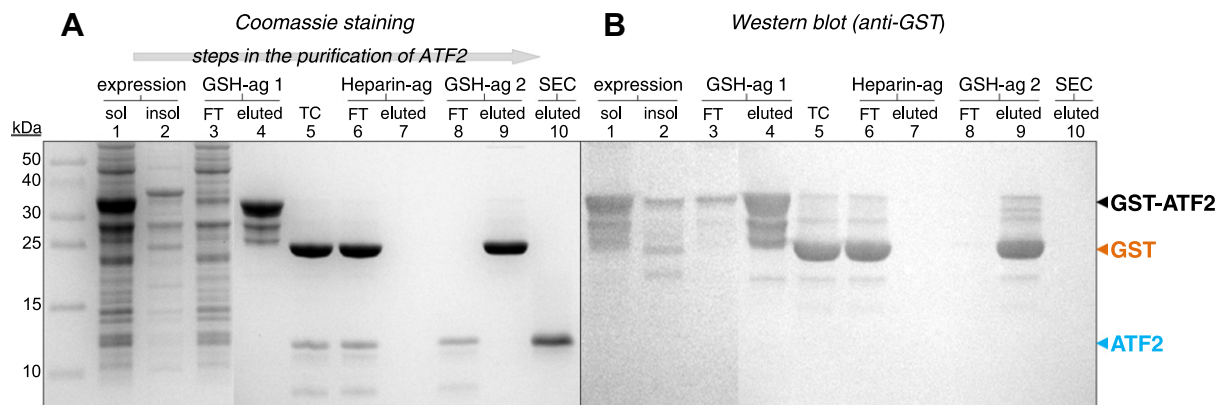 A Coomassie staining B Western blot (anti-GST)
steps in the purification of ATF2
expression GSH-ag 1 Heparin-ag GSH-ag 2 SEC expression GSH-ag 1 Heparin-ag GSH-ag 2 SEC
sol insol FT eluted TC FT eluted FT eluted eluted sol insol FT eluted TC FT eluted FT eluted eluted
kDa 1 2 3 4 5 6 7 8 9 10 1 2 3 4 5 6 7 8 9 10
50
40
30 GST-ATF2
25 GST
15
ATF2
10